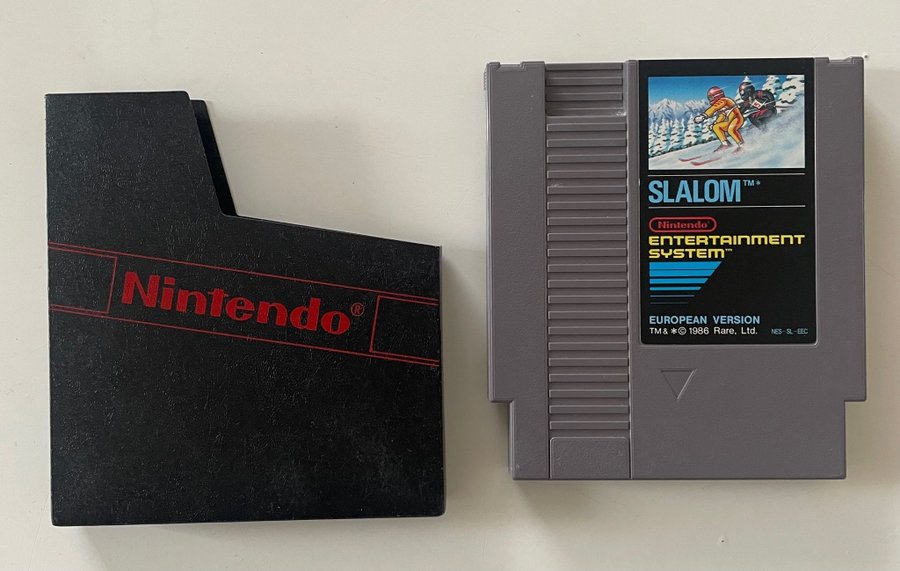 Nintendo®
SLALOM™*
Nintendo®
ENTERTAINMENT
SYSTEM™
EUROPEAN VERSION
TM & *© 1986 Rare, Ltd. NES-SL-EEC